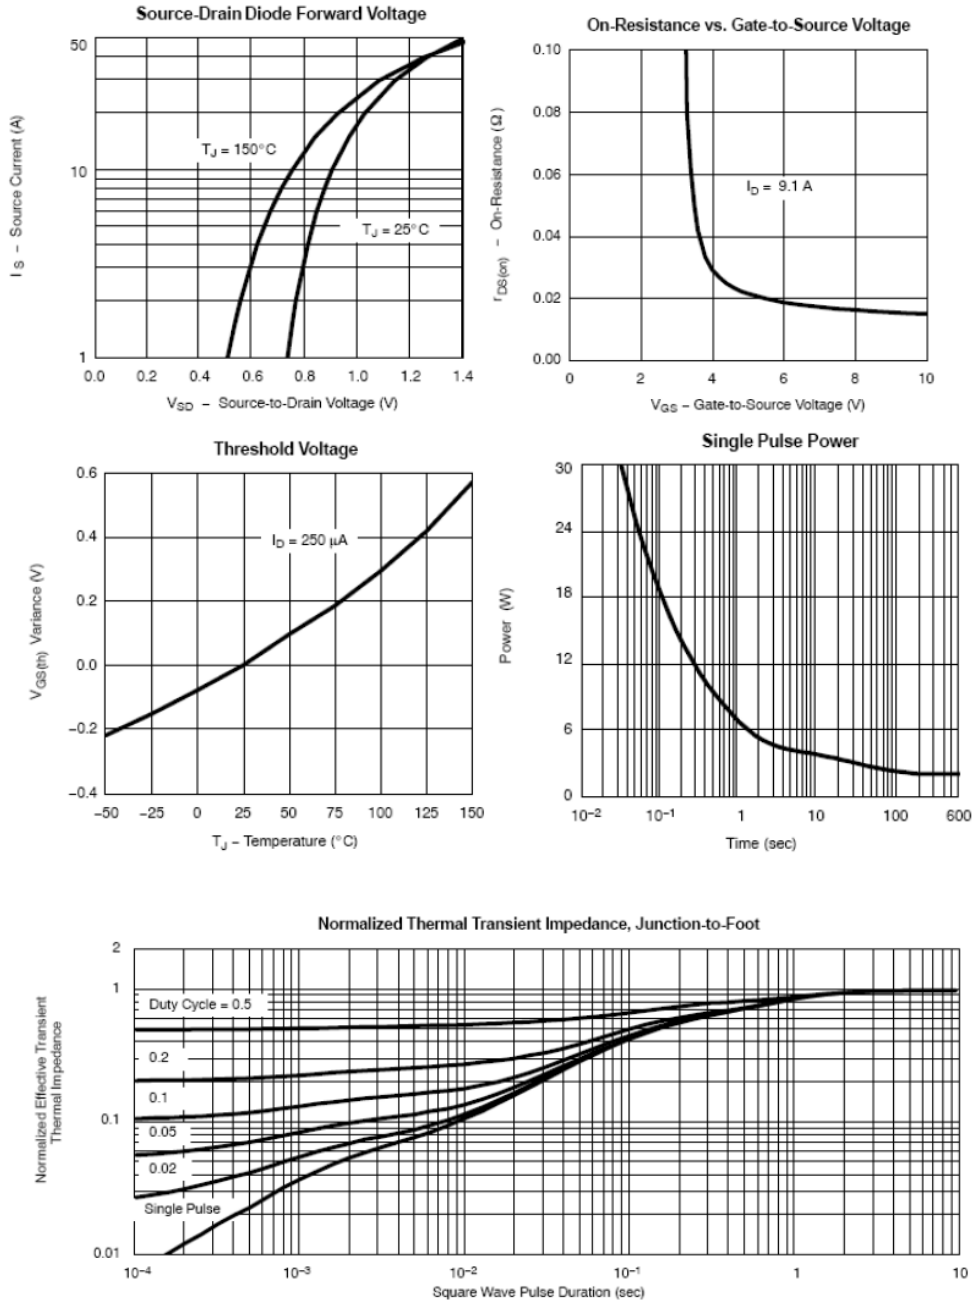 Source-Drain Diode Forward Voltage
50
10
1
I S – Source Current (A)
TJ = 150°C
TJ = 25°C
0.0 0.2 0.4 0.6 0.8 1.0 1.2 1.4
VSD – Source-to-Drain Voltage (V)
On-Resistance vs. Gate-to-Source Voltage
0.10
0.08
0.06
0.04
0.02
0.00
rDS(on) – On-Resistance (Ω)
ID = 9.1 A
0 2 4 6 8 10
VGS – Gate-to-Source Voltage (V)
Threshold Voltage
0.6
0.4
0.2
0.0
–0.2
–0.4
VGS(th) Variance (V)
ID = 250 µA
–50 –25 0 25 50 75 100 125 150
TJ – Temperature (°C)
Single Pulse Power
30
24
18
12
6
0
Power (W)
10–2 10–1 1 10 100 600
Time (sec)
Normalized Thermal Transient Impedance, Junction-to-Foot
2
1
0.1
0.01
Normalized Effective Transient
Thermal Impedance
Duty Cycle = 0.5
0.2
0.1
0.05
0.02
Single Pulse
10–4 10–3 10–2 10–1 1 10
Square Wave Pulse Duration (sec)